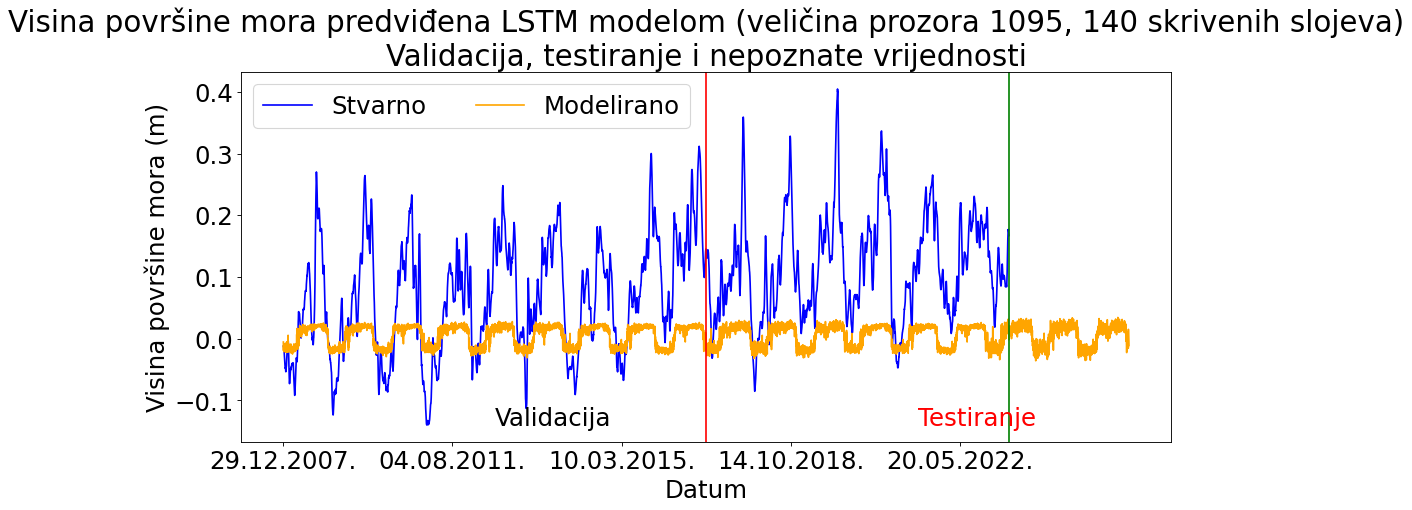 Visina površine mora predviđena LSTM modelom (veličina prozora 1095, 140 skrivenih slojeva)
Validacija, testiranje i nepoznate vrijednosti
Stvarno
Modelirano
Visina površine mora (m)
0.4
0.3
0.2
0.1
0.0
−0.1
Validacija
Testiranje
29.12.2007.
04.08.2011.
10.03.2015.
14.10.2018.
20.05.2022.
Datum